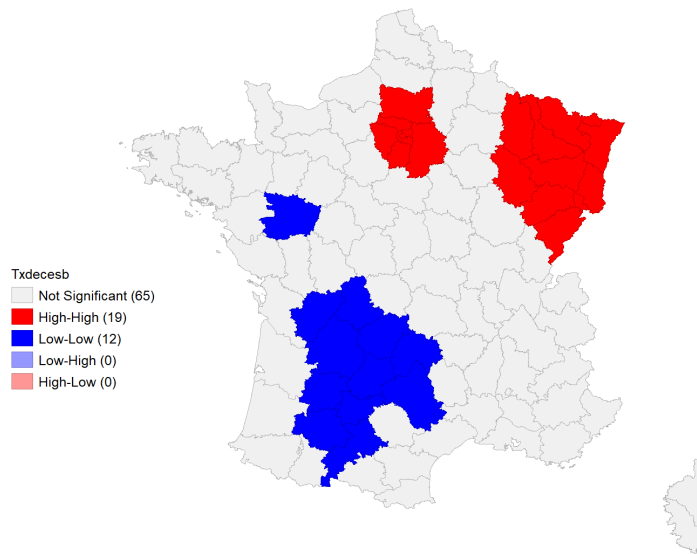 Txdecesb
Not Significant (65)
High-High (19)
Low-Low (12)
Low-High (0)
High-Low (0)